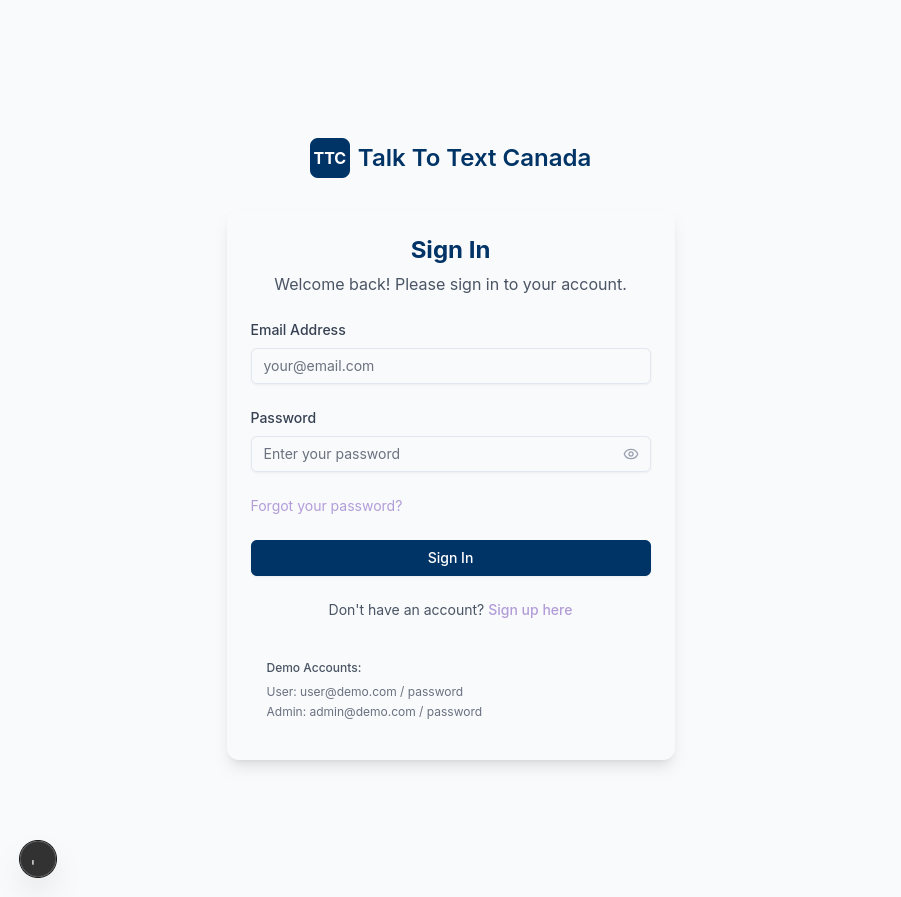 TTC Talk To Text Canada
Sign In
Welcome back! Please sign in to your account.
Email Address
your@email.com
Password
Enter your password
Forgot your password?
Sign In
Don't have an account? Sign up here
Demo Accounts:
User: user@demo.com / password
Admin: admin@demo.com / password